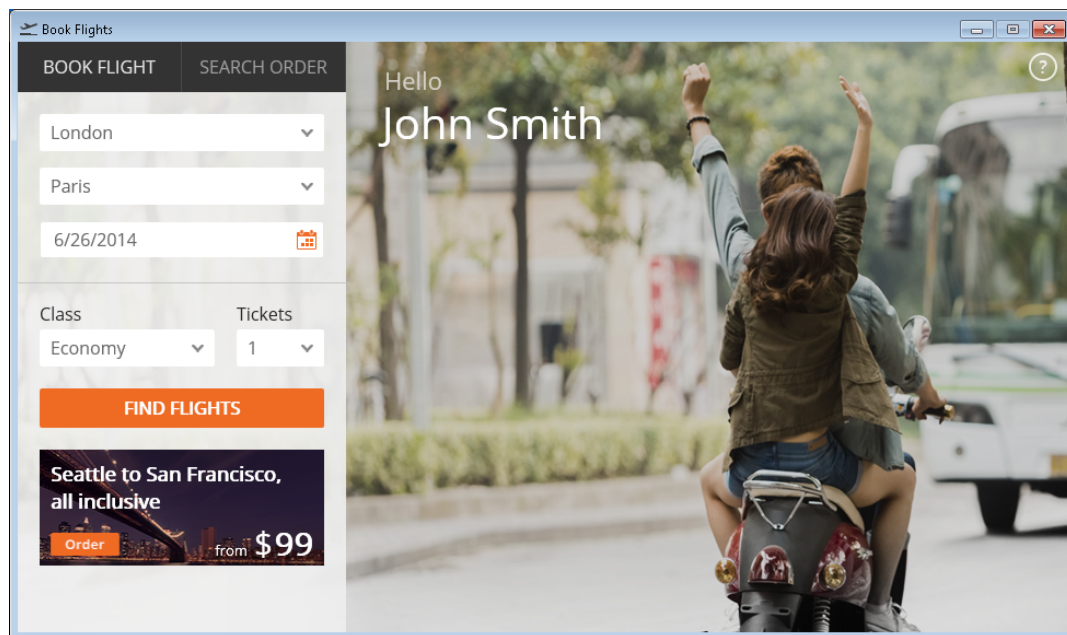 Book Flights
BOOK FLIGHT
SEARCH ORDER
Hello
John Smith
?
London
Paris
6/26/2014
Class
Tickets
Economy
1
FIND FLIGHTS
Seattle to San Francisco,
all inclusive
Order
from $99